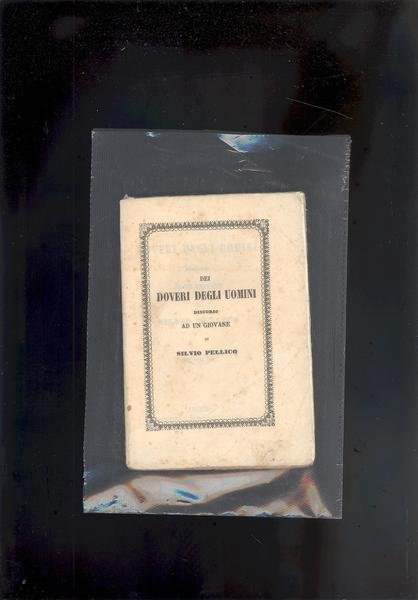 DEI
DOVERI DEGLI UOMINI
DISCORSO
AD UN GIOVANE
DI
SILVIO PELLICO